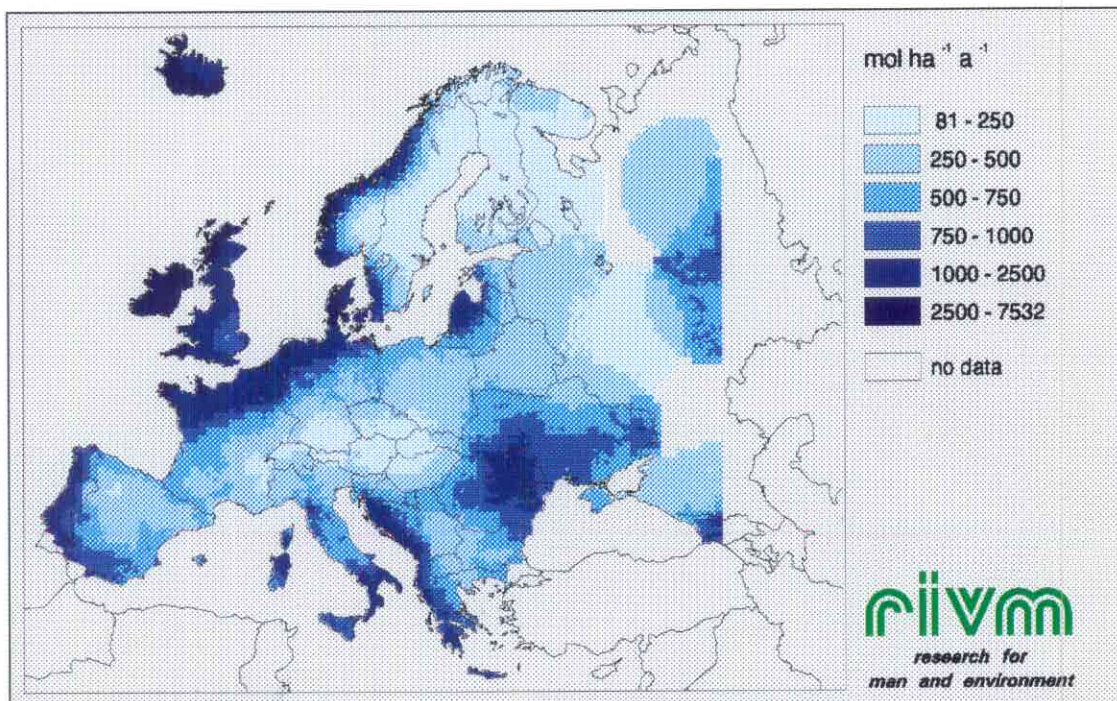 mol ha⁻¹ a⁻¹
81 - 250
250 - 500
500 - 750
750 - 1000
1000 - 2500
2500 - 7532
no data
riivm
research for
man and environment